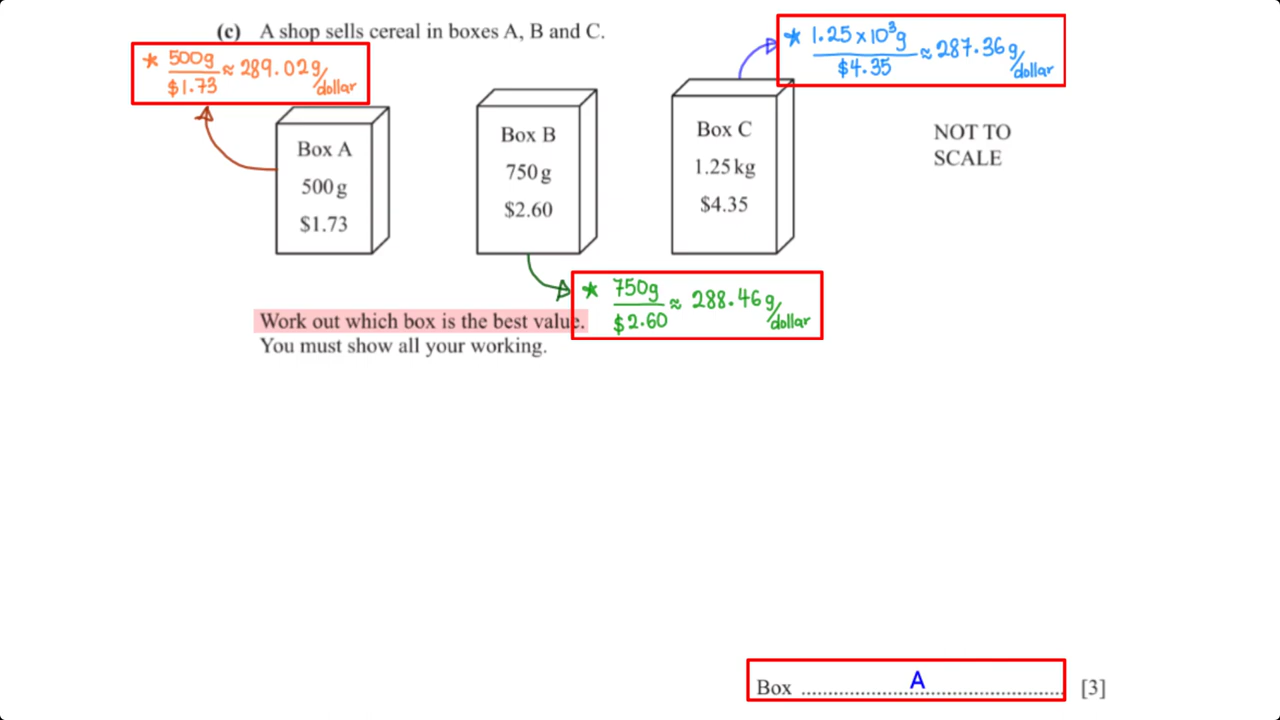 (c) A shop sells cereal in boxes A, B and C.
* 500g / $1.73 ≈ 289.02g/dollar
* 1.25 x 10³g / $4.35 ≈ 287.36g/dollar
Box A
500 g
$1.73
Box B
750 g
$2.60
Box C
1.25 kg
$4.35
NOT TO
SCALE
* 750g / $2.60 ≈ 288.46g/dollar
Work out which box is the best value.
You must show all your working.
Box ................ A ................ [3]